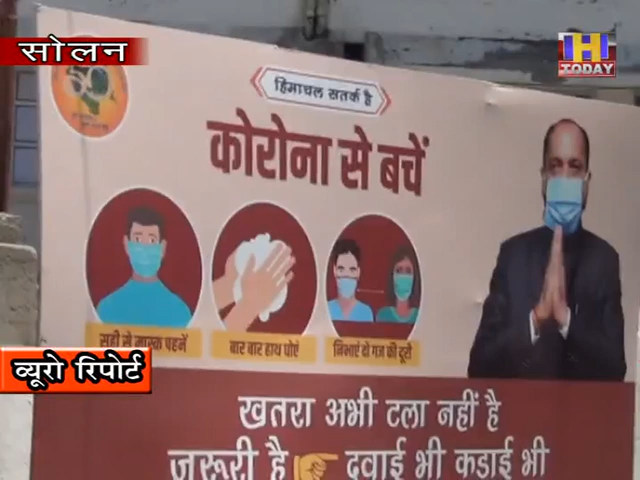 सोलन
H
TODAY
हिमाचल सतर्क है
कोरोना से बचें
सही से मास्क पहनें
बार बार हाथ धोएं
निभाएं दो गज की दूरी
ब्यूरो रिपोर्ट
खतरा अभी टला नहीं है
जरूरी है 👉 दवाई भी कडाई भी